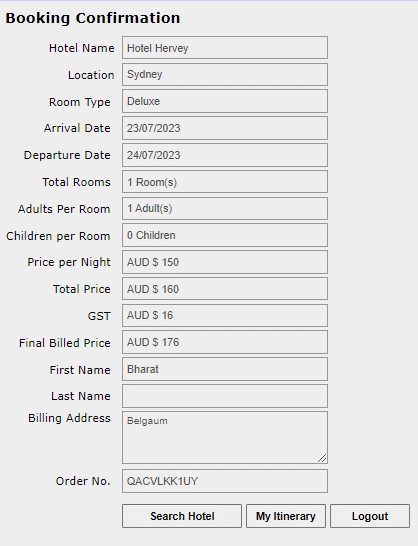 Booking Confirmation
Hotel Name Hotel Hervey
Location Sydney
Room Type Deluxe
Arrival Date 23/07/2023
Departure Date 24/07/2023
Total Rooms 1 Room(s)
Adults Per Room 1 Adult(s)
Children per Room 0 Children
Price per Night AUD $ 150
Total Price AUD $ 160
GST AUD $ 16
Final Billed Price AUD $ 176
First Name Bharat
Last Name
Billing Address Belgaum
Order No. QACVLKK1UY
Search Hotel My Itinerary Logout